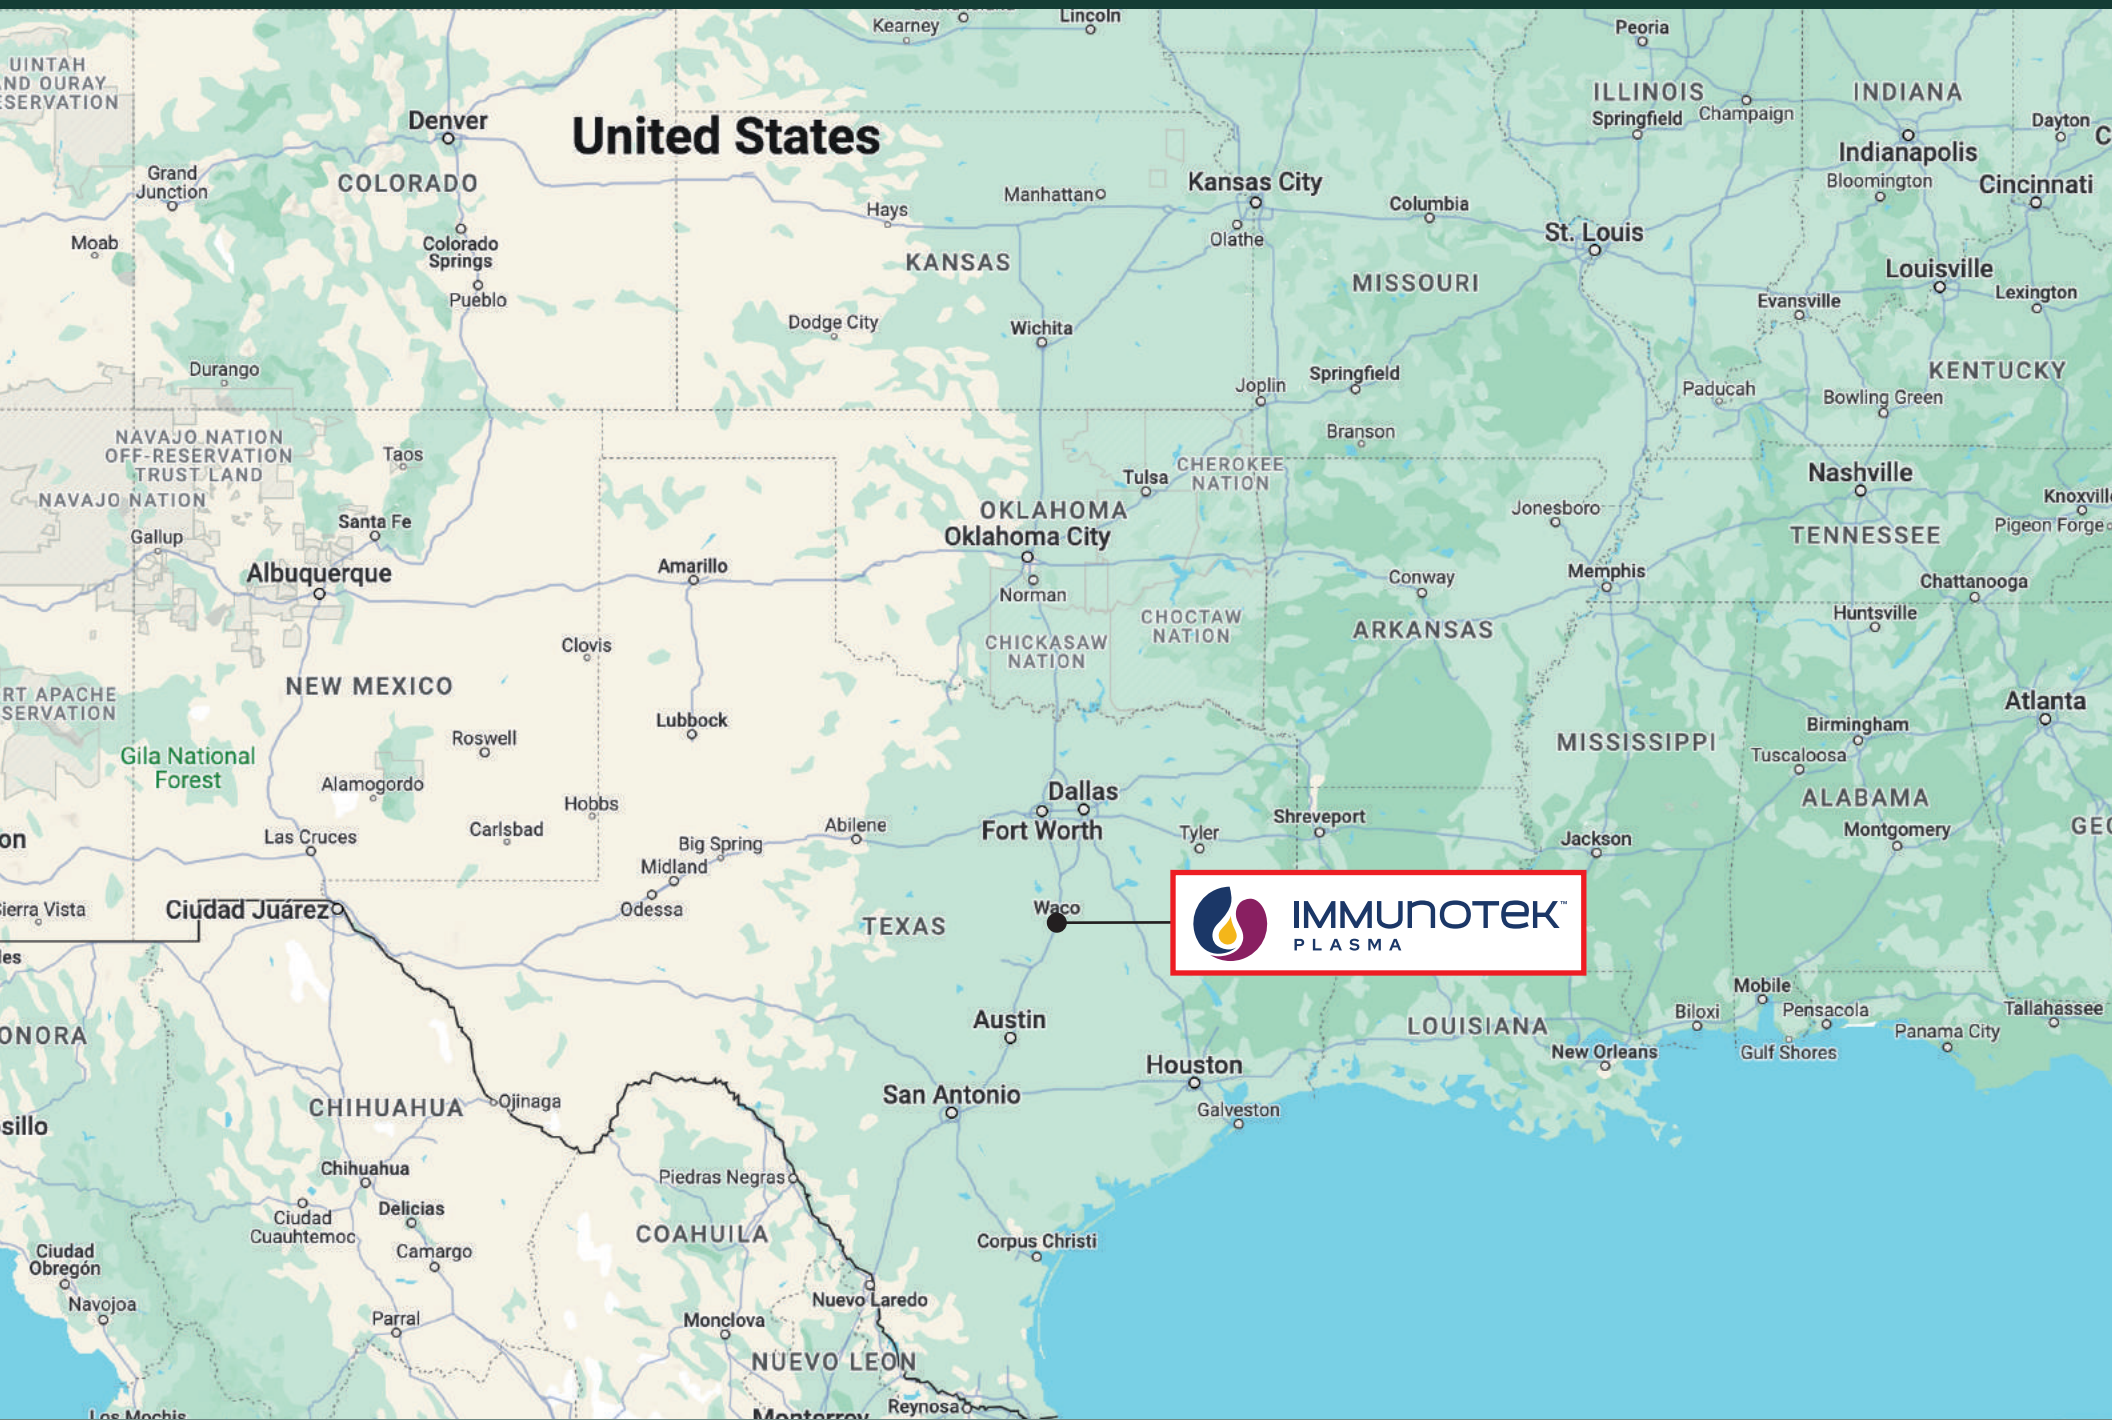 Kearney
Lincoln
Peoria
UINTAH
ND OURAY
SERVATION
ILLINOIS
Springfield
Champaign
INDIANA
Dayton
Denver
United States
Indianapolis
Grand
Junction
COLORADO
Manhattan
Kansas City
Bloomington
Cincinnati
Hays
Columbia
Moab
Colorado
Springs
Olathe
St. Louis
KANSAS
MISSOURI
Louisville
Lexington
Pueblo
Evansville
Dodge City
Wichita
Durango
Joplin
Springfield
KENTUCKY
Paducah
Bowling Green
Branson
NAVAJO NATION
OFF-RESERVATION
TRUST LAND
Taos
CHEROKEE
NATION
Tulsa
Nashville
NAVAJO NATION
Knoxville
Santa Fe
OKLAHOMA
Oklahoma City
Jonesboro
Pigeon Forge
Gallup
TENNESSEE
Albuquerque
Amarillo
Conway
Memphis
Chattanooga
Norman
Huntsville
CHOCTAW
NATION
ARKANSAS
Clovis
CHICKASAW
NATION
NEW MEXICO
RT APACHE
SERVATION
Atlanta
Lubbock
Birmingham
Roswell
MISSISSIPPI
Tuscaloosa
Gila National
Forest
Alamogordo
Dallas
ALABAMA
Hobbs
Shreveport
Carlsbad
Abilene
Fort Worth
Tyler
Montgomery
GEO
on
Las Cruces
Big Spring
Jackson
Midland
Sierra Vista
Ciudad Juárez
Odessa
Waco
TEXAS
IMMUNOTEK™
PLASMA
les
Mobile
Austin
Biloxi
Pensacola
Tallahassee
ONORA
LOUISIANA
Panama City
New Orleans
Gulf Shores
Houston
San Antonio
CHIHUAHUA
Ojinaga
Galveston
sillo
Chihuahua
Piedras Negras
Delicias
Ciudad
Cuauhtemoc
COAHUILA
Corpus Christi
Camargo
Ciudad
Obregón
Navojoa
Nuevo Laredo
Parral
Monclova
NUEVO LEON
Reynosa
Los Mochis
Monterrey